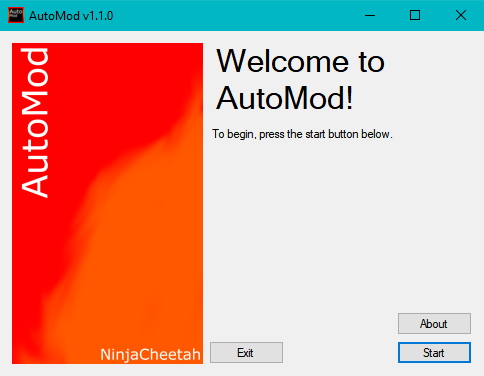 AutoMod v1.1.0
AutoMod
Welcome to
AutoMod!
To begin, press the start button below.
NinjaCheetah
About
Exit
Start